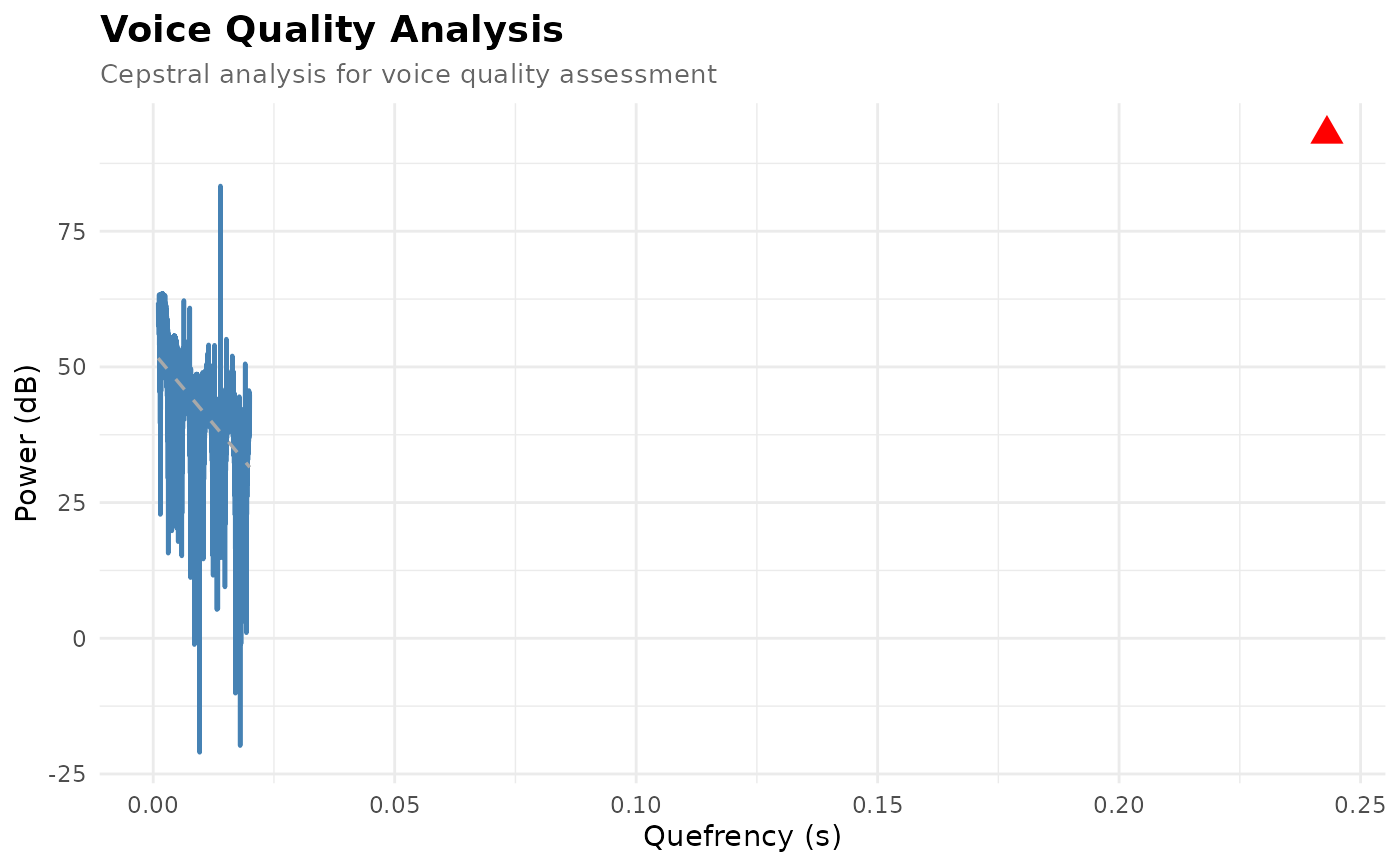 Voice Quality Analysis
Cepstral analysis for voice quality assessment
Power (dB)
75
50
25
0
-25
0.00 0.05 0.10 0.15 0.20 0.25
Quefrency (s)